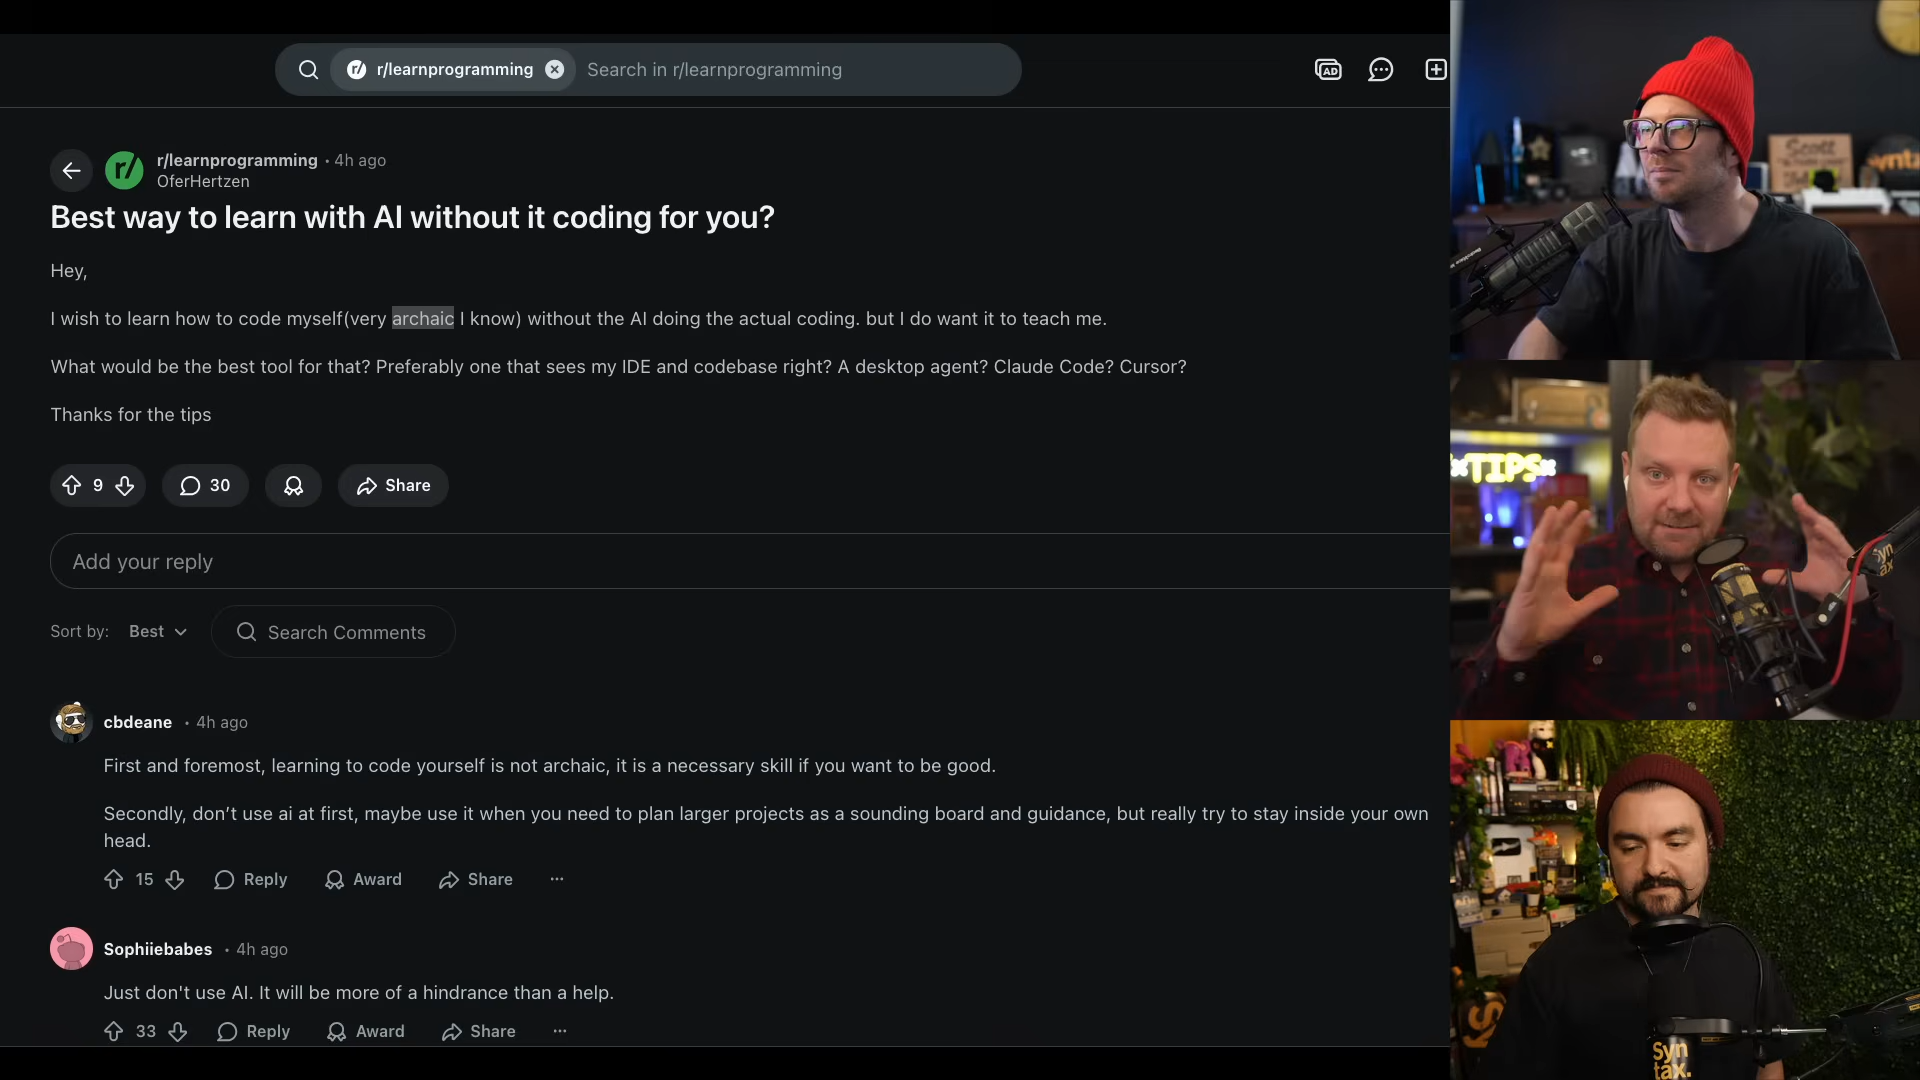 r/learnprogramming
Search in r/learnprogramming
AD
r/learnprogramming • 4h ago
OferHertzen
Best way to learn with AI without it coding for you?
Hey,
I wish to learn how to code myself(very archaic I know) without the AI doing the actual coding. but I do want it to teach me.
What would be the best tool for that? Preferably one that sees my IDE and codebase right? A desktop agent? Claude Code? Cursor?
Thanks for the tips
9
30
Share
Add your reply
Sort by: Best
Search Comments
cbdeane • 4h ago
First and foremost, learning to code yourself is not archaic, it is a necessary skill if you want to be good.
Secondly, don’t use ai at first, maybe use it when you need to plan larger projects as a sounding board and guidance, but really try to stay inside your own
head.
15 Reply Award Share
Sophiiebabes • 4h ago
Just don't use AI. It will be more of a hindrance than a help.
33 Reply Award Share
Scott
TIPS
Syn
tax.
Syn
tax.